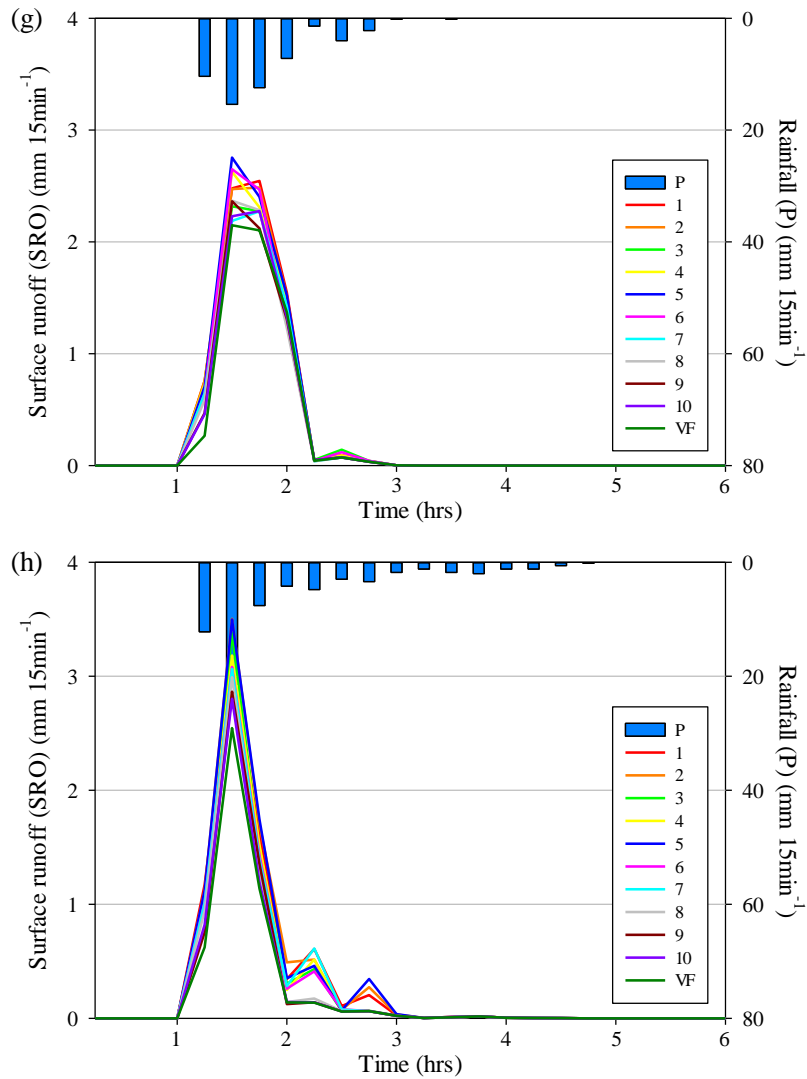 (g)
Surface runoff (SRO) (mm 15min⁻¹)
4
3
2
1
0
0
20
40
60
80
Rainfall (P) (mm 15min⁻¹)
P
1
2
3
4
5
6
7
8
9
10
VF
1 2 3 4 5 6
Time (hrs)
(h)
Surface runoff (SRO) (mm 15min⁻¹)
4
3
2
1
0
0
20
40
60
80
Rainfall (P) (mm 15min⁻¹)
P
1
2
3
4
5
6
7
8
9
10
VF
1 2 3 4 5 6
Time (hrs)